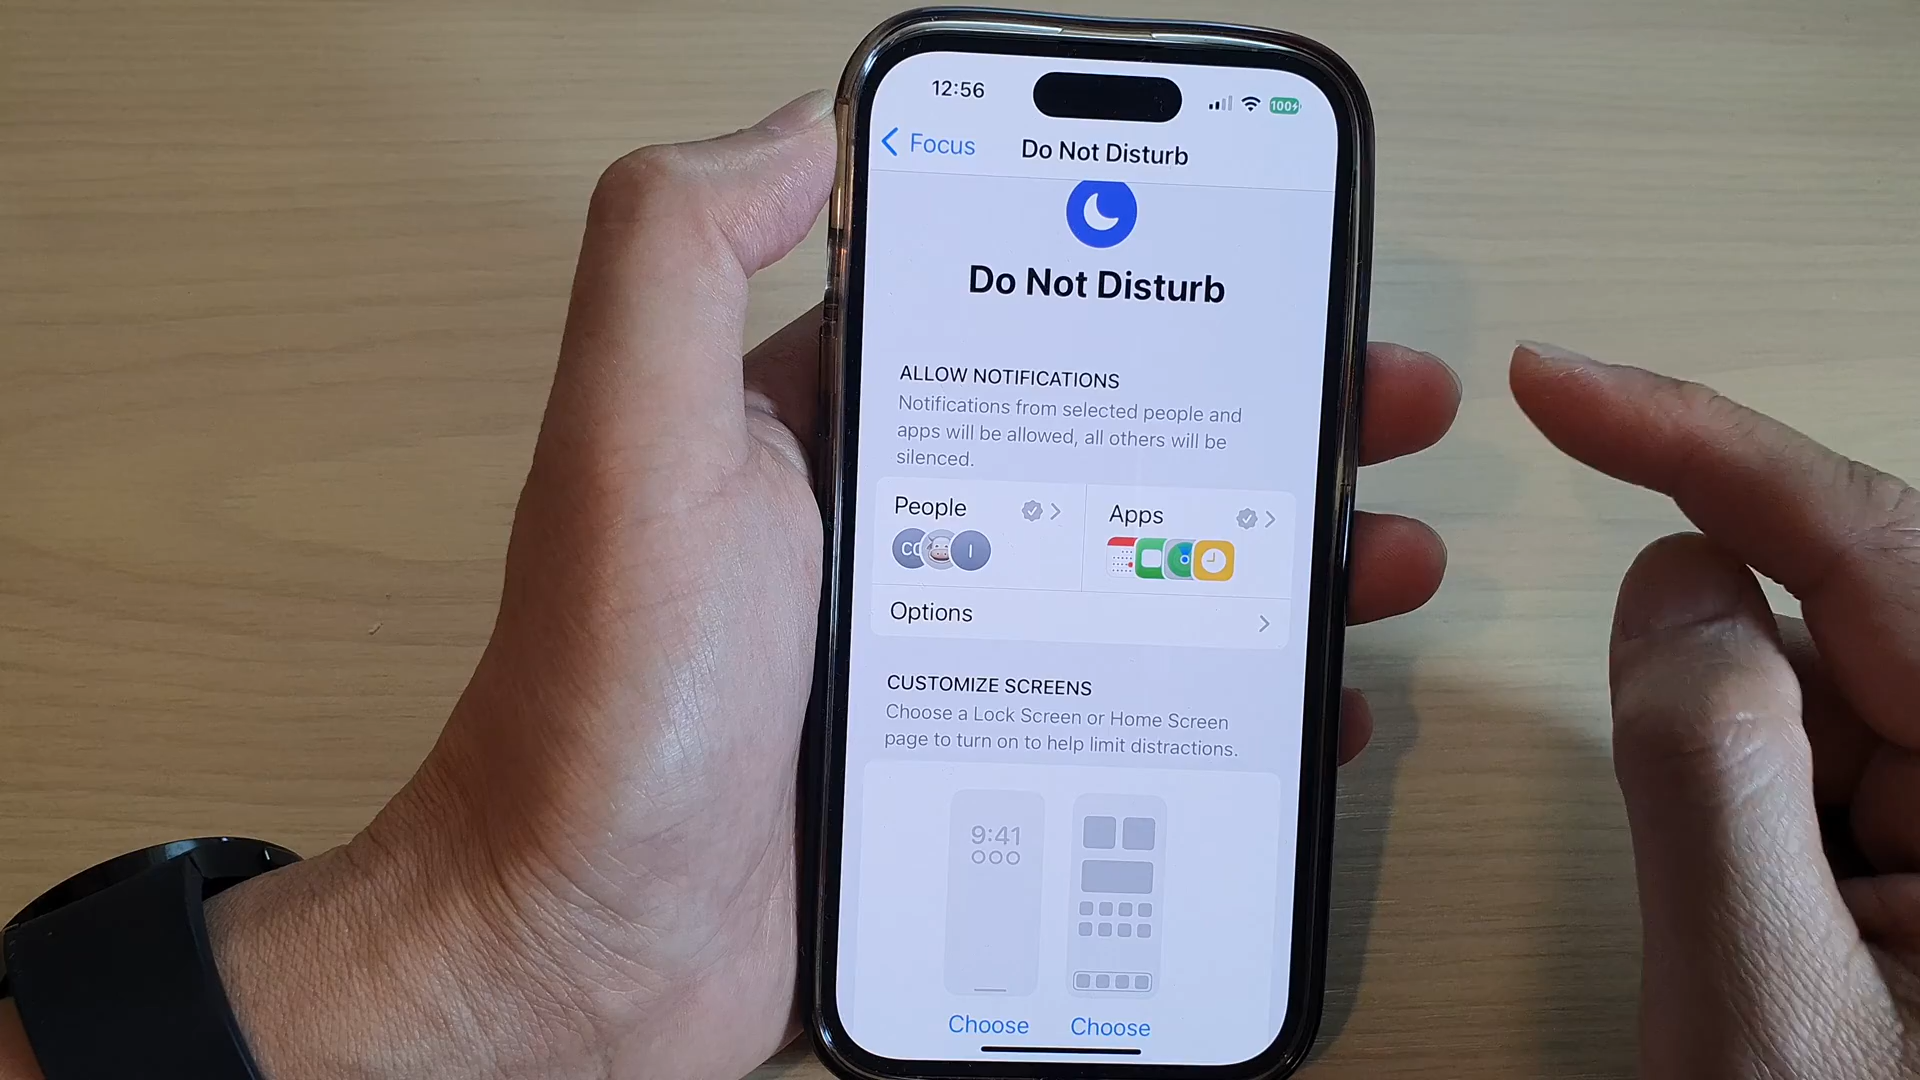 12:56
100
Focus
Do Not Disturb
Do Not Disturb
ALLOW NOTIFICATIONS
Notifications from selected people and
apps will be allowed, all others will be
silenced.
People
Apps
I
Options
CUSTOMIZE SCREENS
Choose a Lock Screen or Home Screen
page to turn on to help limit distractions.
9:41
Choose
Choose